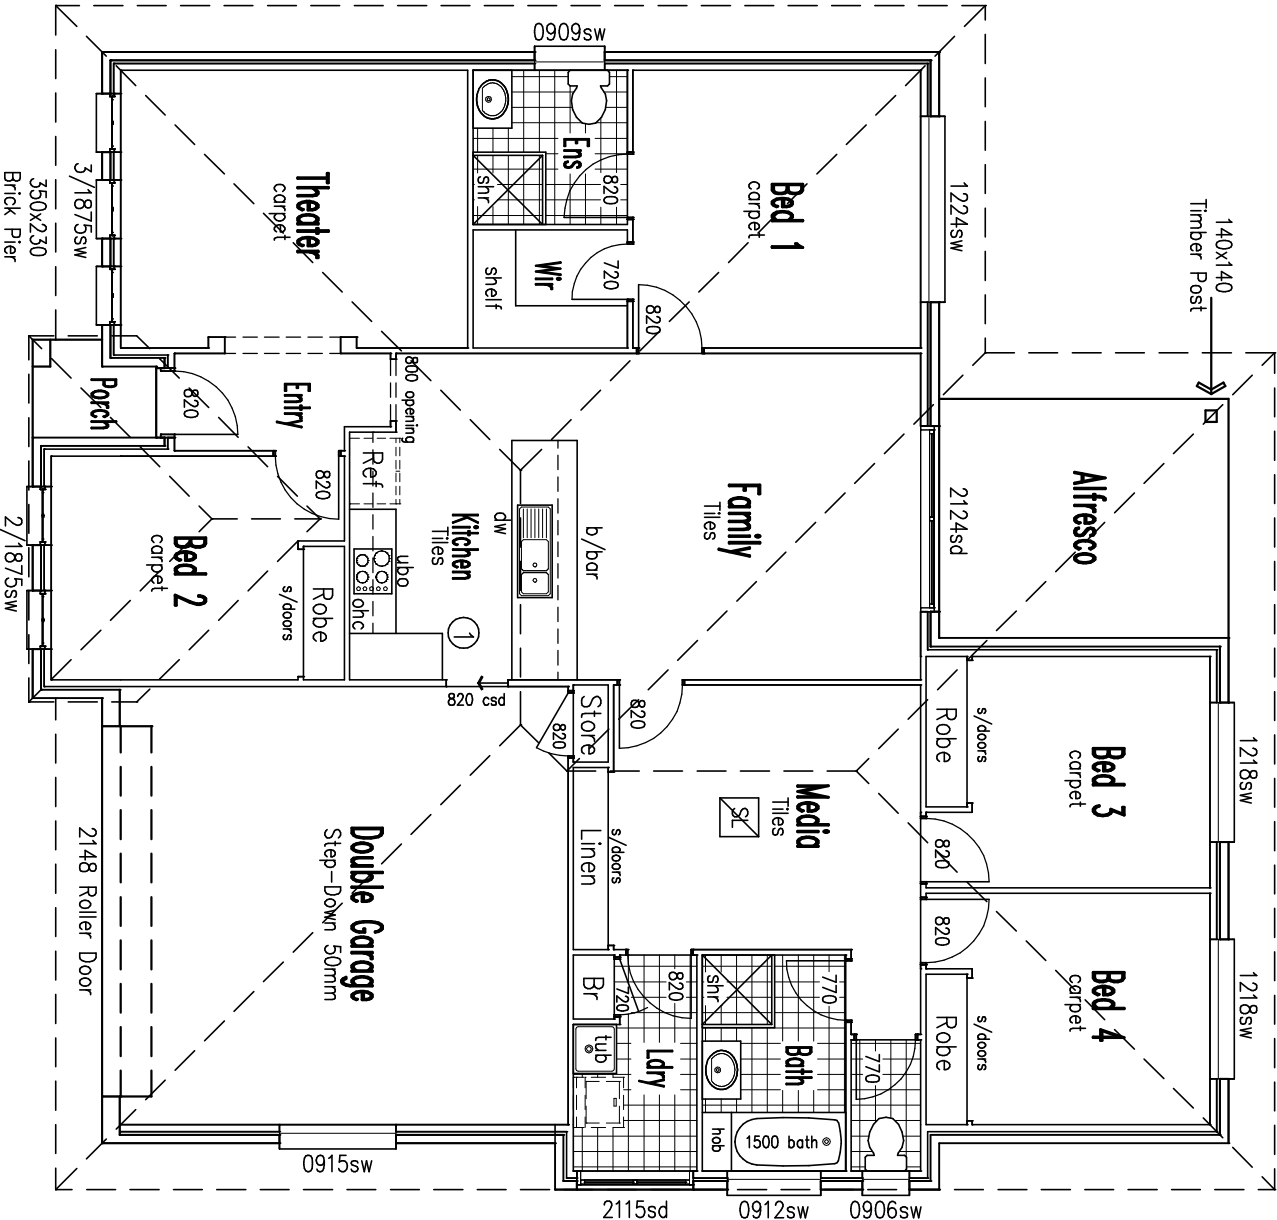 0909sw
3/1875sw
350x230
Brick Pier
Theater
carpet
Ens
shr
820
Bed 1
carpet
1224sw
140x140
Timber Post
Wir
720
shelf
820
Porch
820
Entry
800 opening
820
Ref
Kitchen
Tiles
dw
b/bar
ubo
ohc
1
Family
Tiles
2124sd
Alfresco
Bed 2
carpet
2/1875sw
Robe
s/doors
820 csd
820
Store
820
Robe
s/doors
Bed 3
carpet
1218sw
Media
Tiles
SL
820
Linen
s/doors
Double Garage
Step-Down 50mm
2148 Roller Door
820
Robe
s/doors
Bed 4
carpet
1218sw
Br
720
820
shr
770
tub
Ldry
Bath
770
hob
1500 bath
0915sw
2115sd
0912sw
0906sw